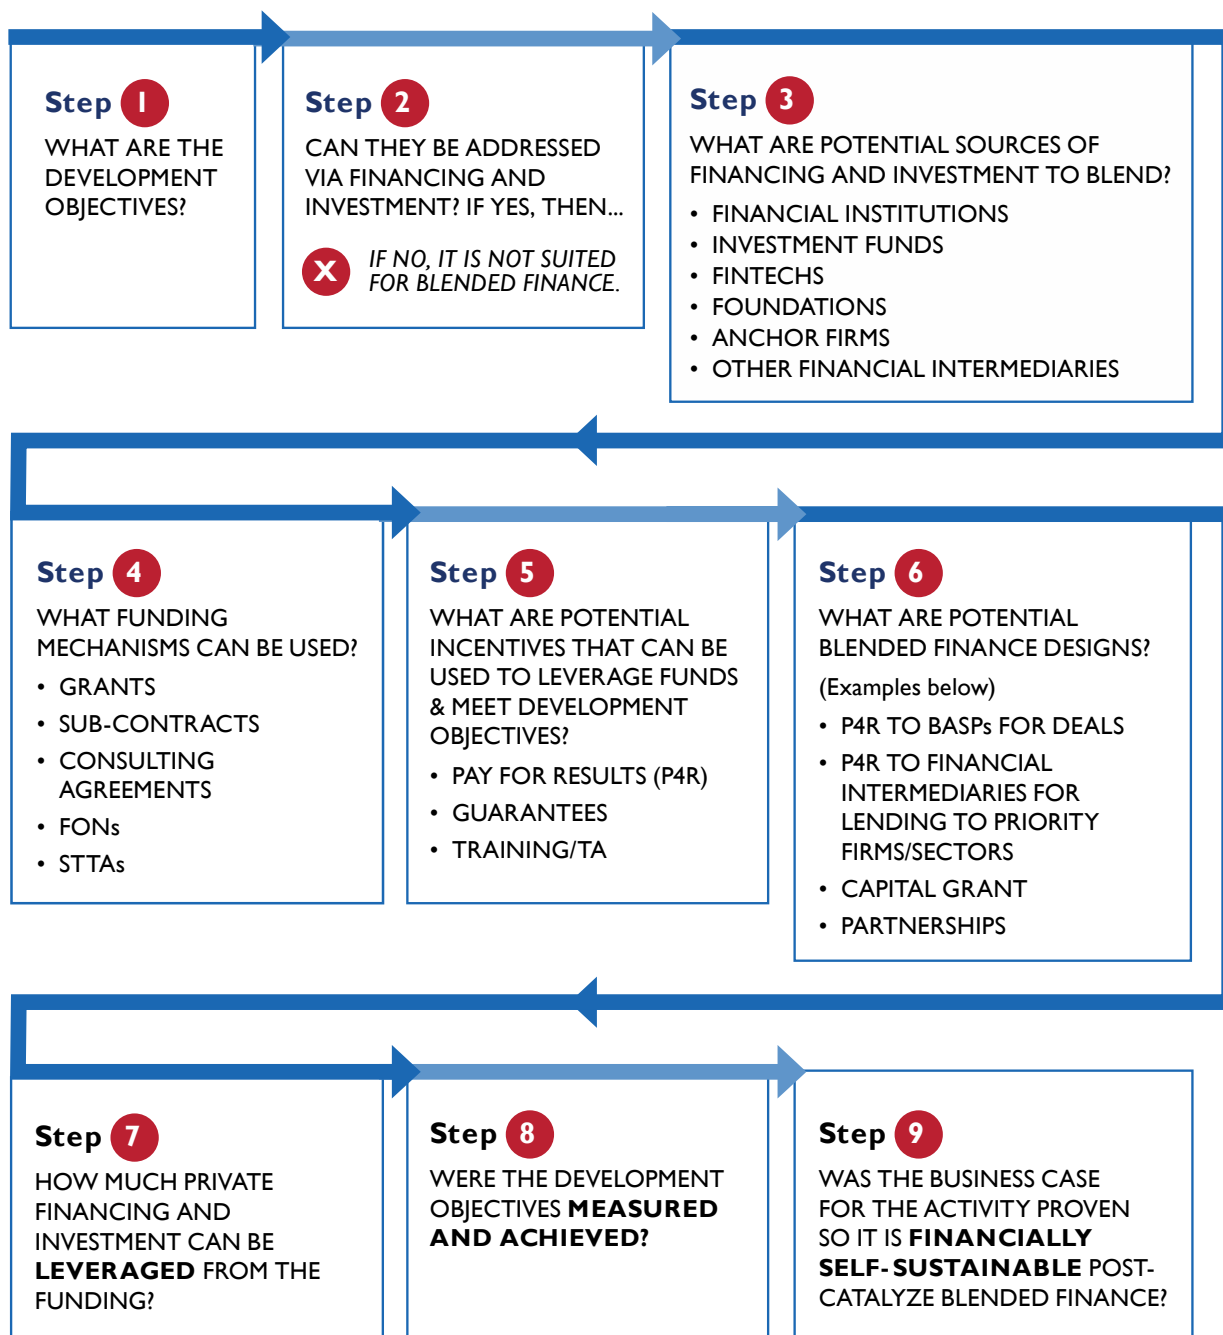 Step 1
WHAT ARE THE
DEVELOPMENT
OBJECTIVES?
Step 2
CAN THEY BE ADDRESSED
VIA FINANCING AND
INVESTMENT? IF YES, THEN...
X
IF NO, IT IS NOT SUITED
FOR BLENDED FINANCE.
Step 3
WHAT ARE POTENTIAL SOURCES OF
FINANCING AND INVESTMENT TO BLEND?
• FINANCIAL INSTITUTIONS
• INVESTMENT FUNDS
• FINTECHS
• FOUNDATIONS
• ANCHOR FIRMS
• OTHER FINANCIAL INTERMEDIARIES
Step 4
WHAT FUNDING
MECHANISMS CAN BE USED?
• GRANTS
• SUB-CONTRACTS
• CONSULTING
AGREEMENTS
• FONs
• STTAs
Step 5
WHAT ARE POTENTIAL
INCENTIVES THAT CAN BE
USED TO LEVERAGE FUNDS
& MEET DEVELOPMENT
OBJECTIVES?
• PAY FOR RESULTS (P4R)
• GUARANTEES
• TRAINING/TA
Step 6
WHAT ARE POTENTIAL
BLENDED FINANCE DESIGNS?
(Examples below)
• P4R TO BASPs FOR DEALS
• P4R TO FINANCIAL
INTERMEDIARIES FOR
LENDING TO PRIORITY
FIRMS/SECTORS
• CAPITAL GRANT
• PARTNERSHIPS
Step 7
HOW MUCH PRIVATE
FINANCING AND
INVESTMENT CAN BE
LEVERAGED FROM THE
FUNDING?
Step 8
WERE THE DEVELOPMENT
OBJECTIVES MEASURED
AND ACHIEVED?
Step 9
WAS THE BUSINESS CASE
FOR THE ACTIVITY PROVEN
SO IT IS FINANCIALLY
SELF-SUSTAINABLE POST-
CATALYZE BLENDED FINANCE?